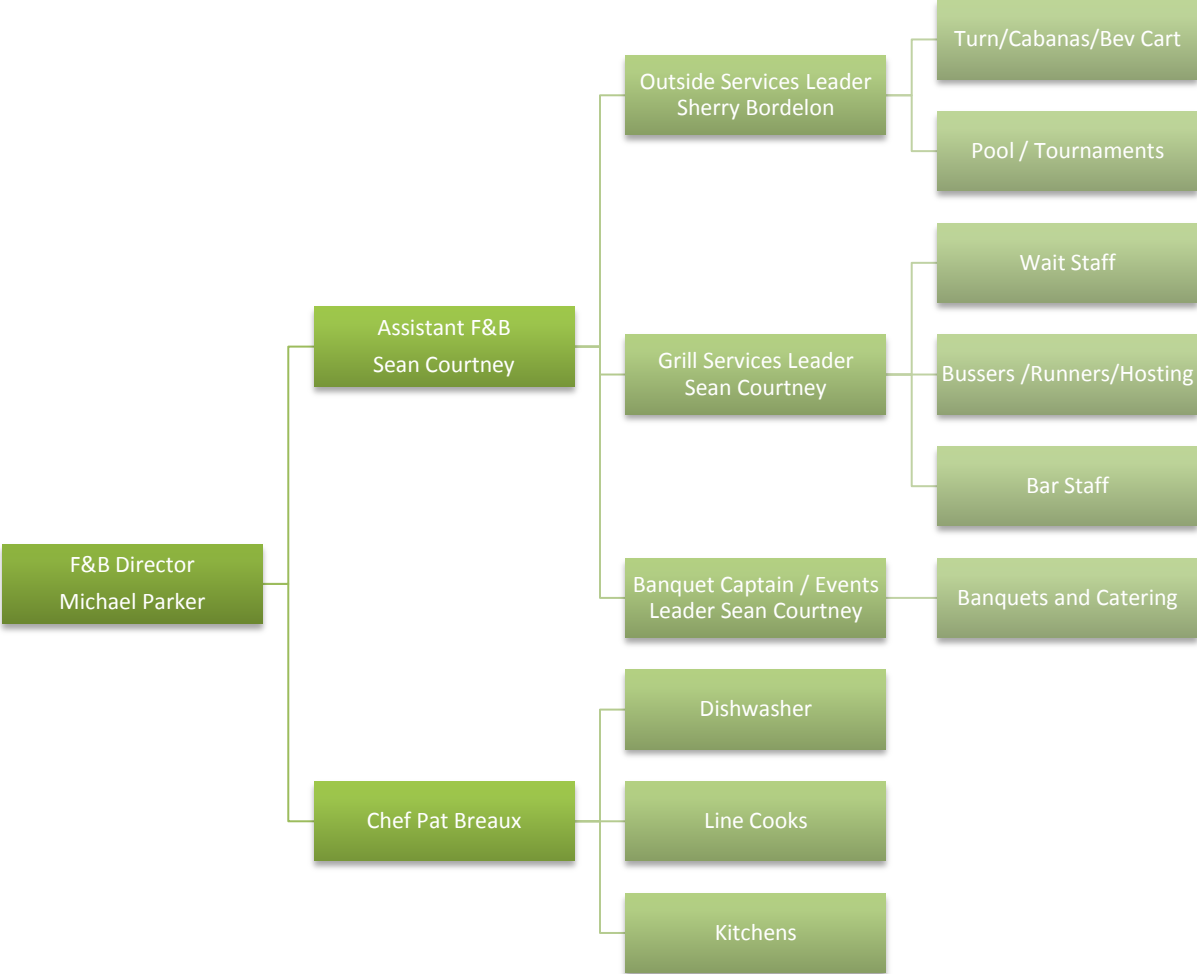 F&B Director
Michael Parker
Assistant F&B
Sean Courtney
Outside Services Leader
Sherry Bordelon
Turn/Cabanas/Bev Cart
Pool / Tournaments
Grill Services Leader
Sean Courtney
Wait Staff
Bussers /Runners/Hosting
Bar Staff
Banquet Captain / Events
Leader Sean Courtney
Banquets and Catering
Chef Pat Breaux
Dishwasher
Line Cooks
Kitchens